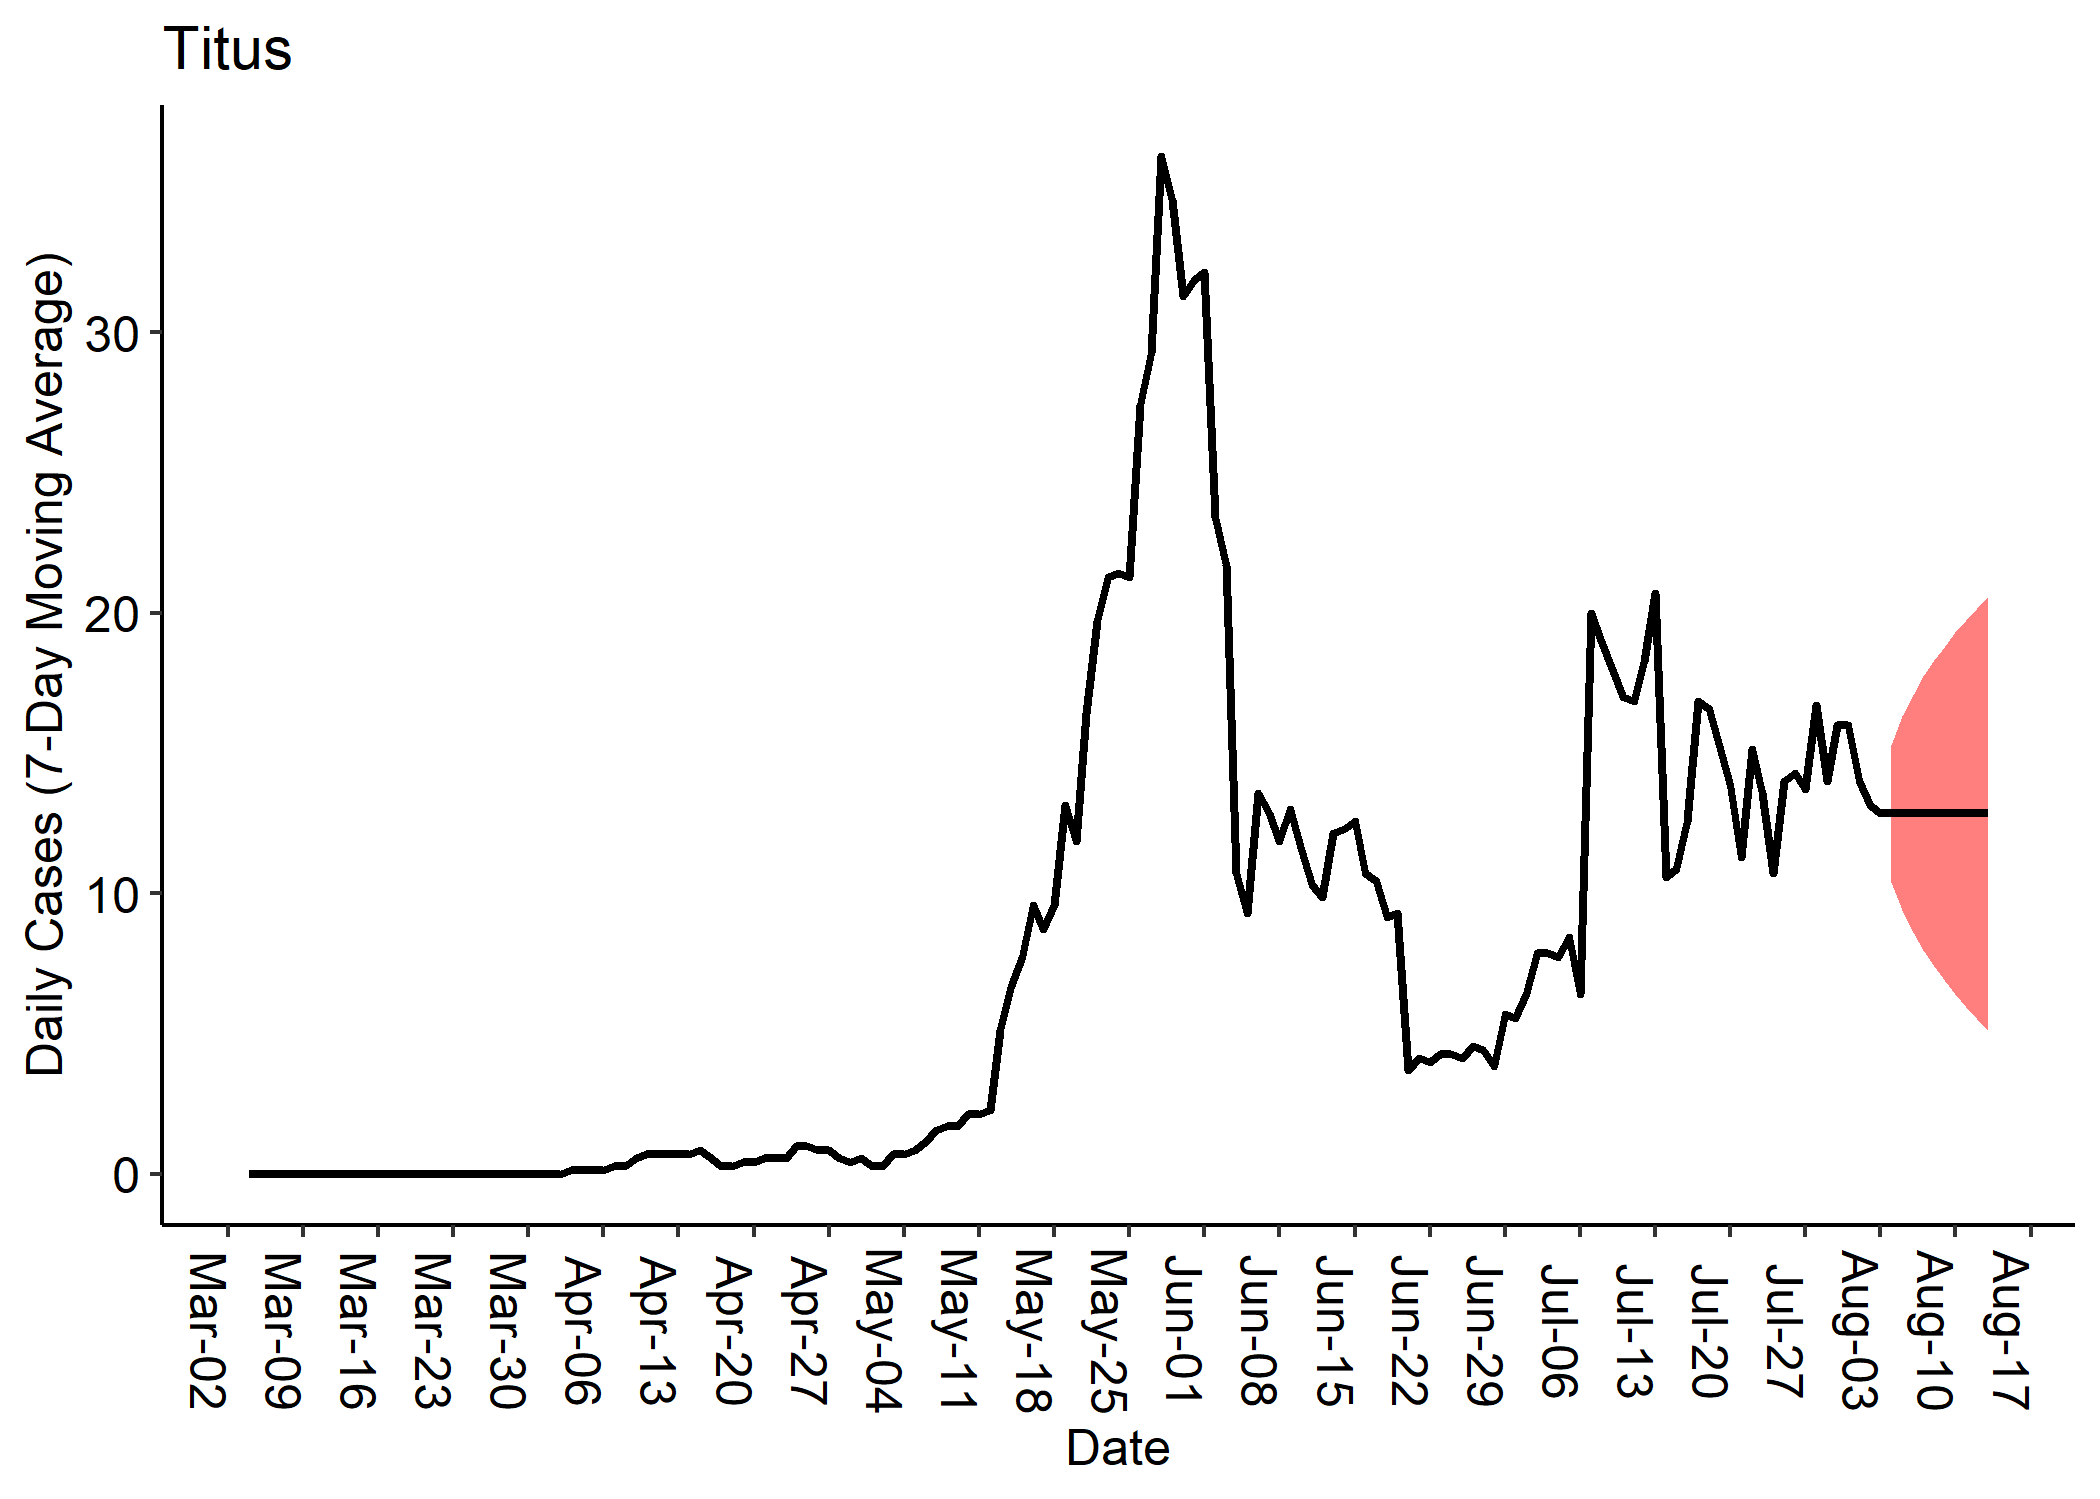 Titus
Daily Cases (7-Day Moving Average)
30
20
10
0
Mar-02
Mar-09
Mar-16
Mar-23
Mar-30
Apr-06
Apr-13
Apr-20
Apr-27
May-04
May-11
May-18
May-25
Jun-01
Jun-08
Jun-15
Jun-22
Jun-29
Jul-06
Jul-13
Jul-20
Jul-27
Aug-03
Aug-10
Aug-17
Date